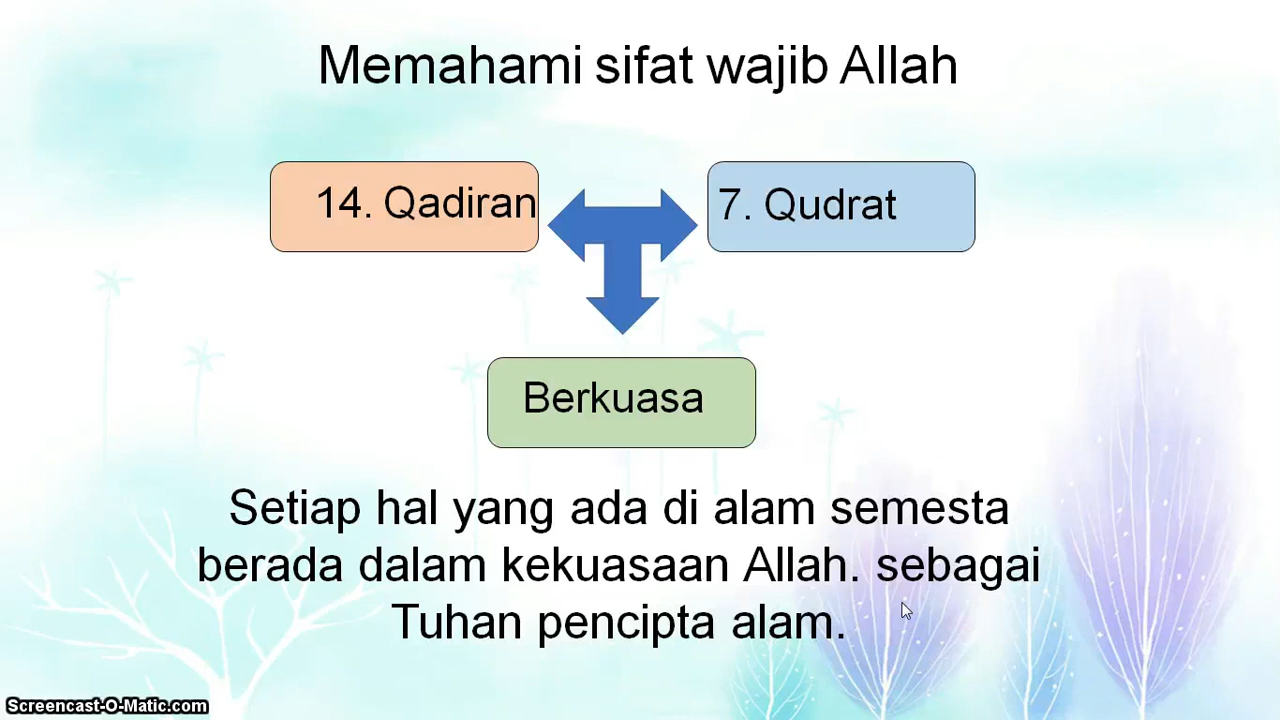 Memahami sifat wajib Allah
14. Qadiran
7. Qudrat
Berkuasa
Setiap hal yang ada di alam semesta
berada dalam kekuasaan Allah. sebagai
Tuhan pencipta alam.
Screencast-O-Matic.com